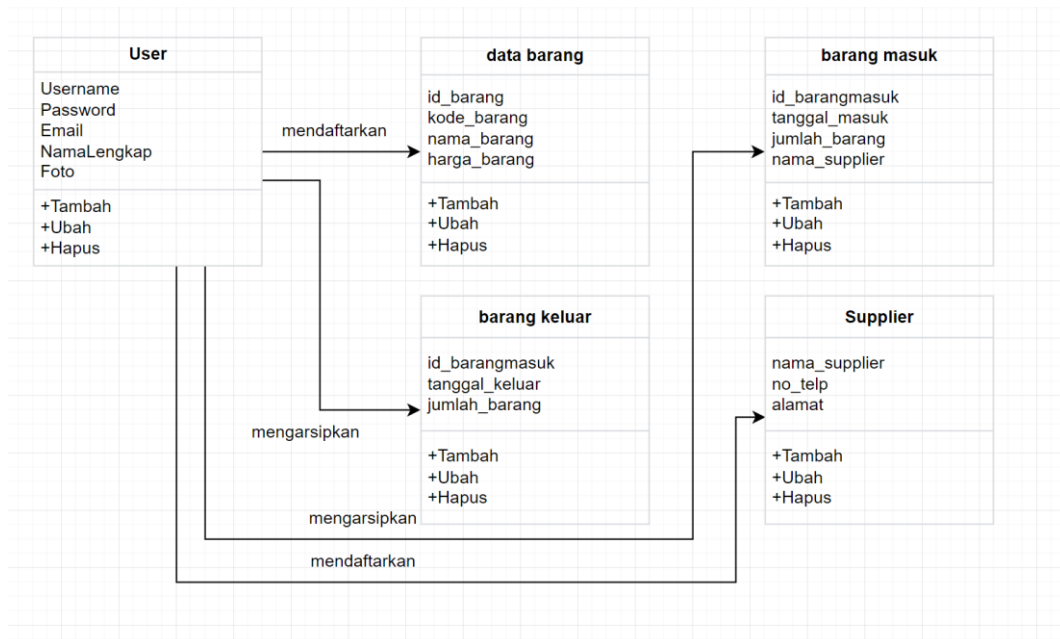 User
Username
Password
Email
NamaLengkap
Foto
+Tambah
+Ubah
+Hapus
mendaftarkan
data barang
id_barang
kode_barang
nama_barang
harga_barang
+Tambah
+Ubah
+Hapus
barang masuk
id_barangmasuk
tanggal_masuk
jumlah_barang
nama_supplier
+Tambah
+Ubah
+Hapus
barang keluar
id_barangmasuk
tanggal_keluar
jumlah_barang
+Tambah
+Ubah
+Hapus
mengarsipkan
Supplier
nama_supplier
no_telp
alamat
+Tambah
+Ubah
+Hapus
mengarsipkan
mendaftarkan